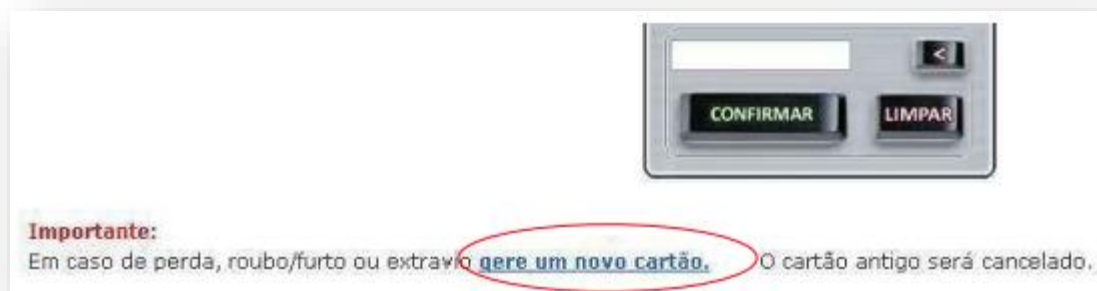 <
CONFIRMAR LIMPAR
Importante:
Em caso de perda, roubo/furto ou extravio gere um novo cartão. O cartão antigo será cancelado.